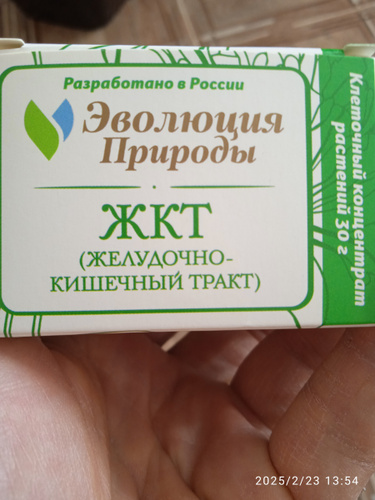 Разработано в России
Эволюция
Природы
ЖКТ
(ЖЕЛУДОЧНО-
КИШЕЧНЫЙ ТРАКТ)
Клеточный концентрат
растений 30 г
2025/2/23 13:54